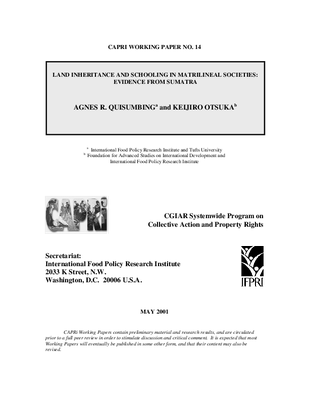 CAPRI WORKING PAPER NO. 14
LAND INHERITANCE AND SCHOOLING IN MATRILINEAL SOCIETIES:
EVIDENCE FROM SUMATRA
AGNES R. QUISUMBINGᵃ and KEIJIRO OTSUKAᵇ
ᵃ International Food Policy Research Institute and Tufts University
ᵇ Foundation for Advanced Studies on International Development and
International Food Policy Research Institute
CGIAR Systemwide Program on
Collective Action and Property Rights
Secretariat:
International Food Policy Research Institute
2033 K Street, N.W.
Washington, D.C. 20006 U.S.A.
IFPRI
MAY 2001
CAPRi Working Papers contain preliminary material and research results, and are circulated
prior to a full peer review in order to stimulate discussion and critical comment. It is expected that most
Working Papers will eventually be published in some other form, and that their content may also be
revised.